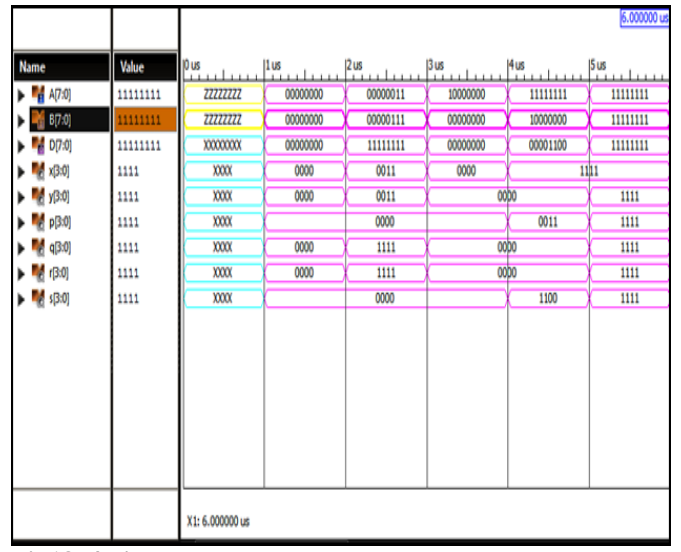 6.000000 us
Name Value 0 us 1 us 2 us 3 us 4 us 5 us
A[7:0] 11111111 ZZZZZZZZ 00000000 00000011 10000000 11111111 11111111
B[7:0] 11111111 ZZZZZZZZ 00000000 00000111 00000000 10000000 11111111
O[7:0] 11111111 XXXXXXXX 00000000 11111111 00000000 00001100 11111111
x[3:0] 1111 XXXX 0000 0011 0000 1111
y[3:0] 1111 XXXX 0000 0011 0000 1111
p[3:0] 1111 XXXX 0000 0011 1111
q[3:0] 1111 XXXX 0000 1111 0000 1111
r[3:0] 1111 XXXX 0000 1111 0000 1111
s[3:0] 1111 XXXX 0000 1100 1111
X1: 6.000000 us